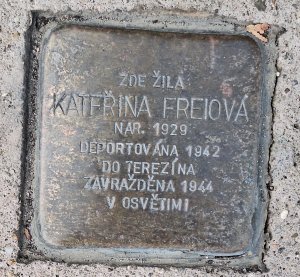 ZDE ŽILA
KATEŘINA FREIOVÁ
NAR. 1929
DEPORTOVÁNA 1942
DO TEREZÍNA
ZAVRAŽDĚNA 1944
V OSVĚTIMI